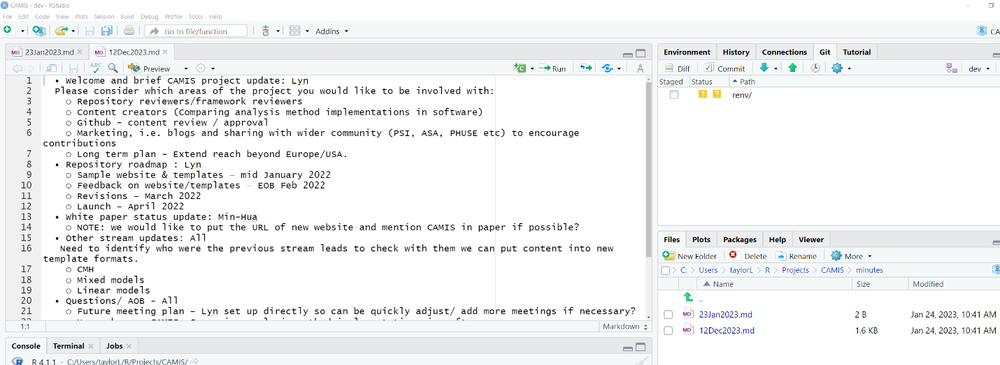 CAMIS - dev - RStudio
File Edit Code View Plots Session Build Debug Profile Tools Help
Go to file/function Addins CA
23Jan2023.md 12Dec2023.md
Preview Run
1 • Welcome and brief CAMIS project update: Lyn
2 Please consider which areas of the project you would like to be involved with:
3 o Repository reviewers/framework reviewers
4 o Content creators (Comparing analysis method implementations in software)
5 o Github - content review / approval
6 o Marketing, i.e. blogs and sharing with wider community (PSI, ASA, PHUSE etc) to encourage
contributions
7 o Long term plan - Extend reach beyond Europe/USA.
8 • Repository roadmap : Lyn
9 o Sample website & templates – mid January 2022
10 o Feedback on website/templates – EOB Feb 2022
11 o Revisions – March 2022
12 o Launch – April 2022
13 • White paper status update: Min-Hua
14 o NOTE: we would like to put the URL of new website and mention CAMIS in paper if possible?
15 • Other stream updates: All
16 Need to identify who were the previous stream leads to check with them we can put content into new
template formats.
17 o CMH
18 o Mixed models
19 o Linear models
20 • Questions/ AOB - All
21 o Future meeting plan – Lyn set up directly so can be quickly adjust/ add more meetings if necessary?
1:1 Markdown
Console Terminal Jobs
R 4.1.1 · C:/Users/taylorL/R/Projects/CAMIS/
Environment History Connections Git Tutorial
Diff Commit dev
Staged Status Path
? ? renv/
Files Plots Packages Help Viewer
New Folder Delete Rename More
C: Users taylorL R Projects CAMIS minutes
Name Size Modified
..
23Jan2023.md 2 B Jan 24, 2023, 10:41 AM
12Dec2023.md 1.6 KB Jan 24, 2023, 10:41 AM